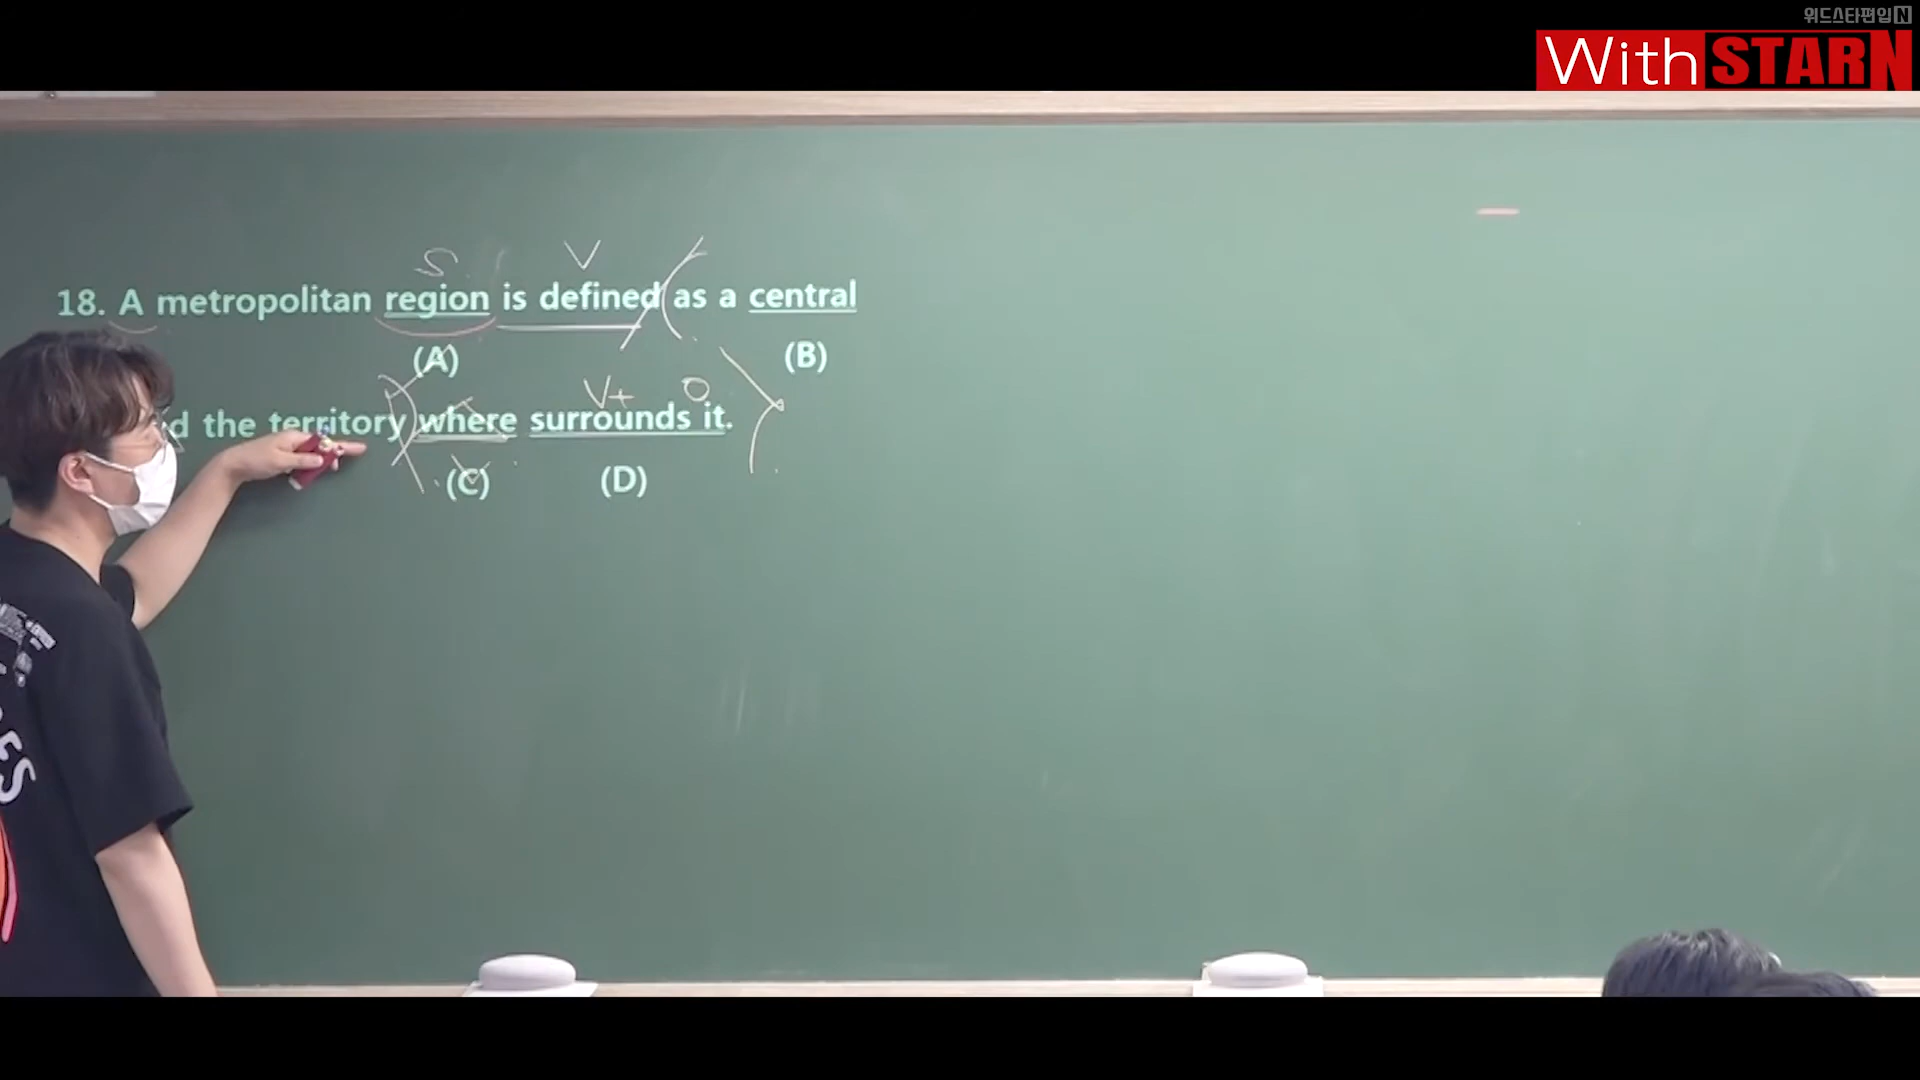 위드스타편입N
With STARN
S V
18. A metropolitan region is defined as a central
(A) (B)
V+ O
the territory where surrounds it.
(C) (D)